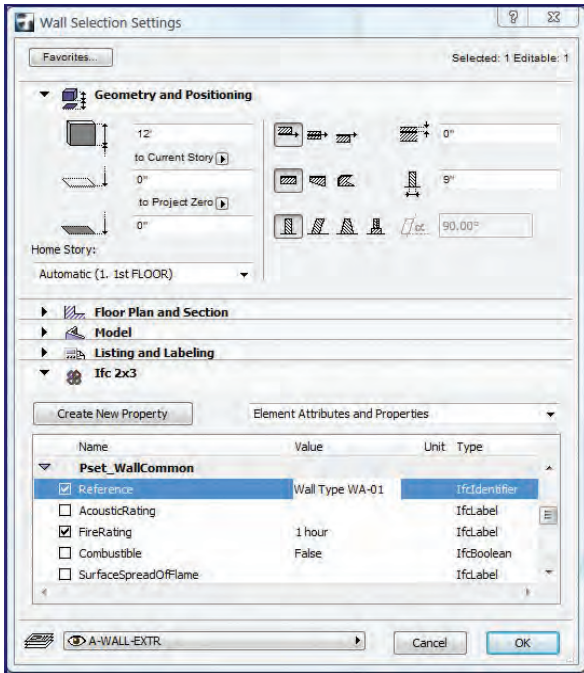 Wall Selection Settings
Favorites...
Selected: 1 Editable: 1
Geometry and Positioning
12'
to Current Story
0"
to Project Zero
0"
0"
9"
α 90.00°
Home Story:
Automatic (1. 1st FLOOR)
Floor Plan and Section
Model
Listing and Labeling
Ifc 2x3
Create New Property
Element Attributes and Properties
Name Value Unit Type
Pset_WallCommon
Reference Wall Type WA-01 IfcIdentifier
AcousticRating IfcLabel
FireRating 1 hour IfcLabel
Combustible False IfcBoolean
SurfaceSpreadOfFlame IfcLabel
A-WALL-EXTR
Cancel
OK